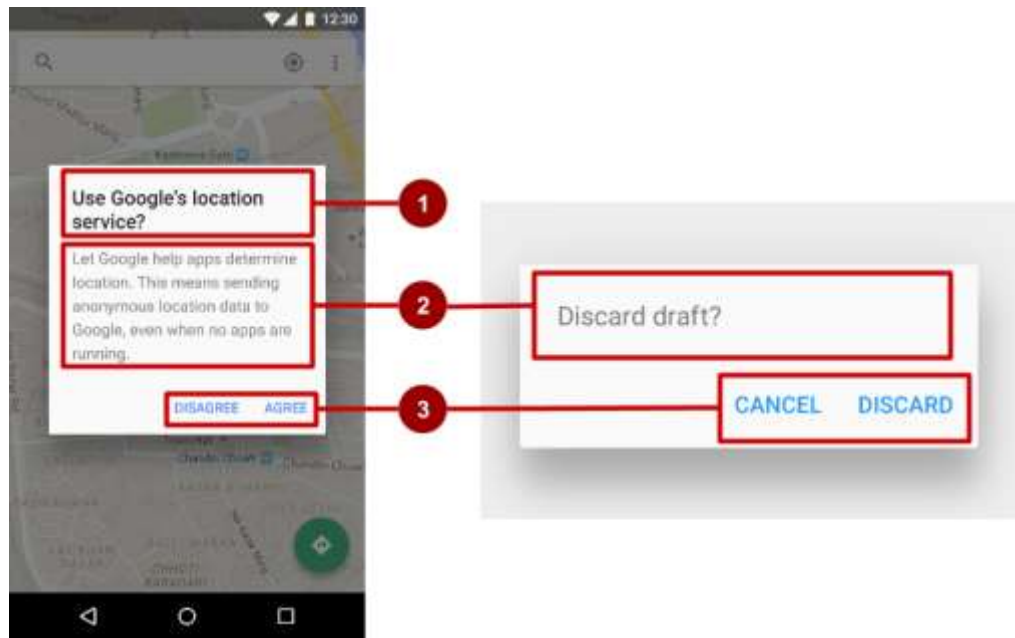 12:30
Use Google's location
service?
Let Google help apps determine
location. This means sending
anonymous location data to
Google, even when no apps are
running.
DISAGREE AGREE
1
2
3
Discard draft?
CANCEL DISCARD